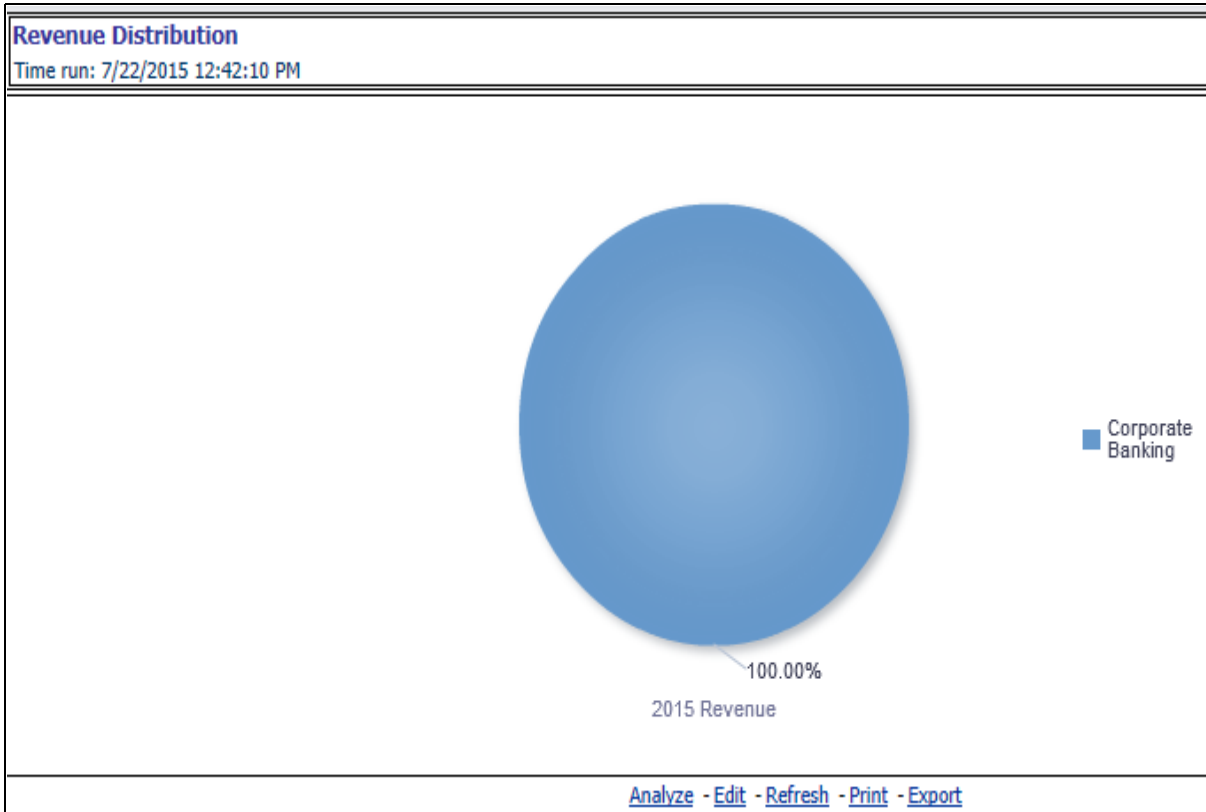 Revenue Distribution
Time run: 7/22/2015 12:42:10 PM
Corporate
Banking
100.00%
2015 Revenue
Analyze - Edit - Refresh - Print - Export